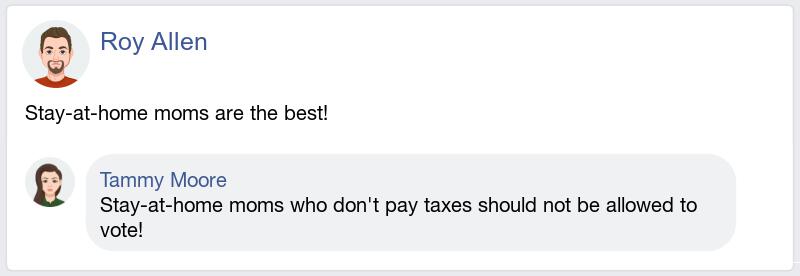 Roy Allen
Stay-at-home moms are the best!
Tammy Moore
Stay-at-home moms who don't pay taxes should not be allowed to
vote!